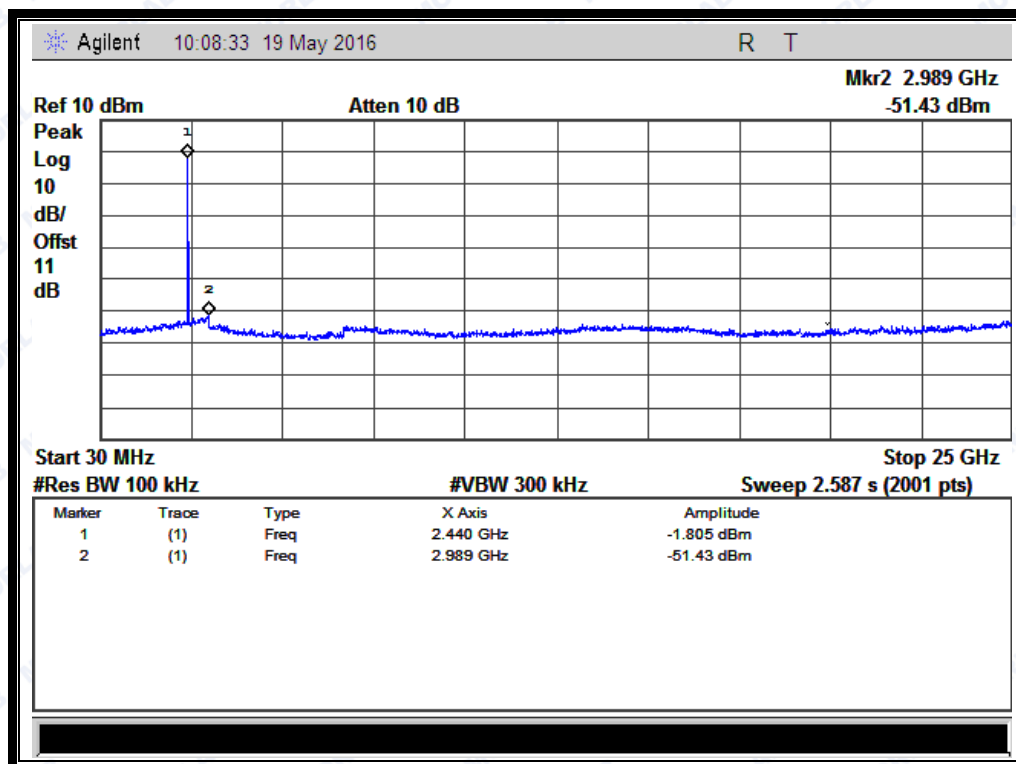 Agilent 10:08:33 19 May 2016 R T
Mkr2 2.989 GHz
Ref 10 dBm Atten 10 dB -51.43 dBm
Peak
Log
10
dB/
Offst
11
dB
1
2
Start 30 MHz Stop 25 GHz
#Res BW 100 kHz #VBW 300 kHz Sweep 2.587 s (2001 pts)
Marker Trace Type X Axis Amplitude
1 (1) Freq 2.440 GHz -1.805 dBm
2 (1) Freq 2.989 GHz -51.43 dBm